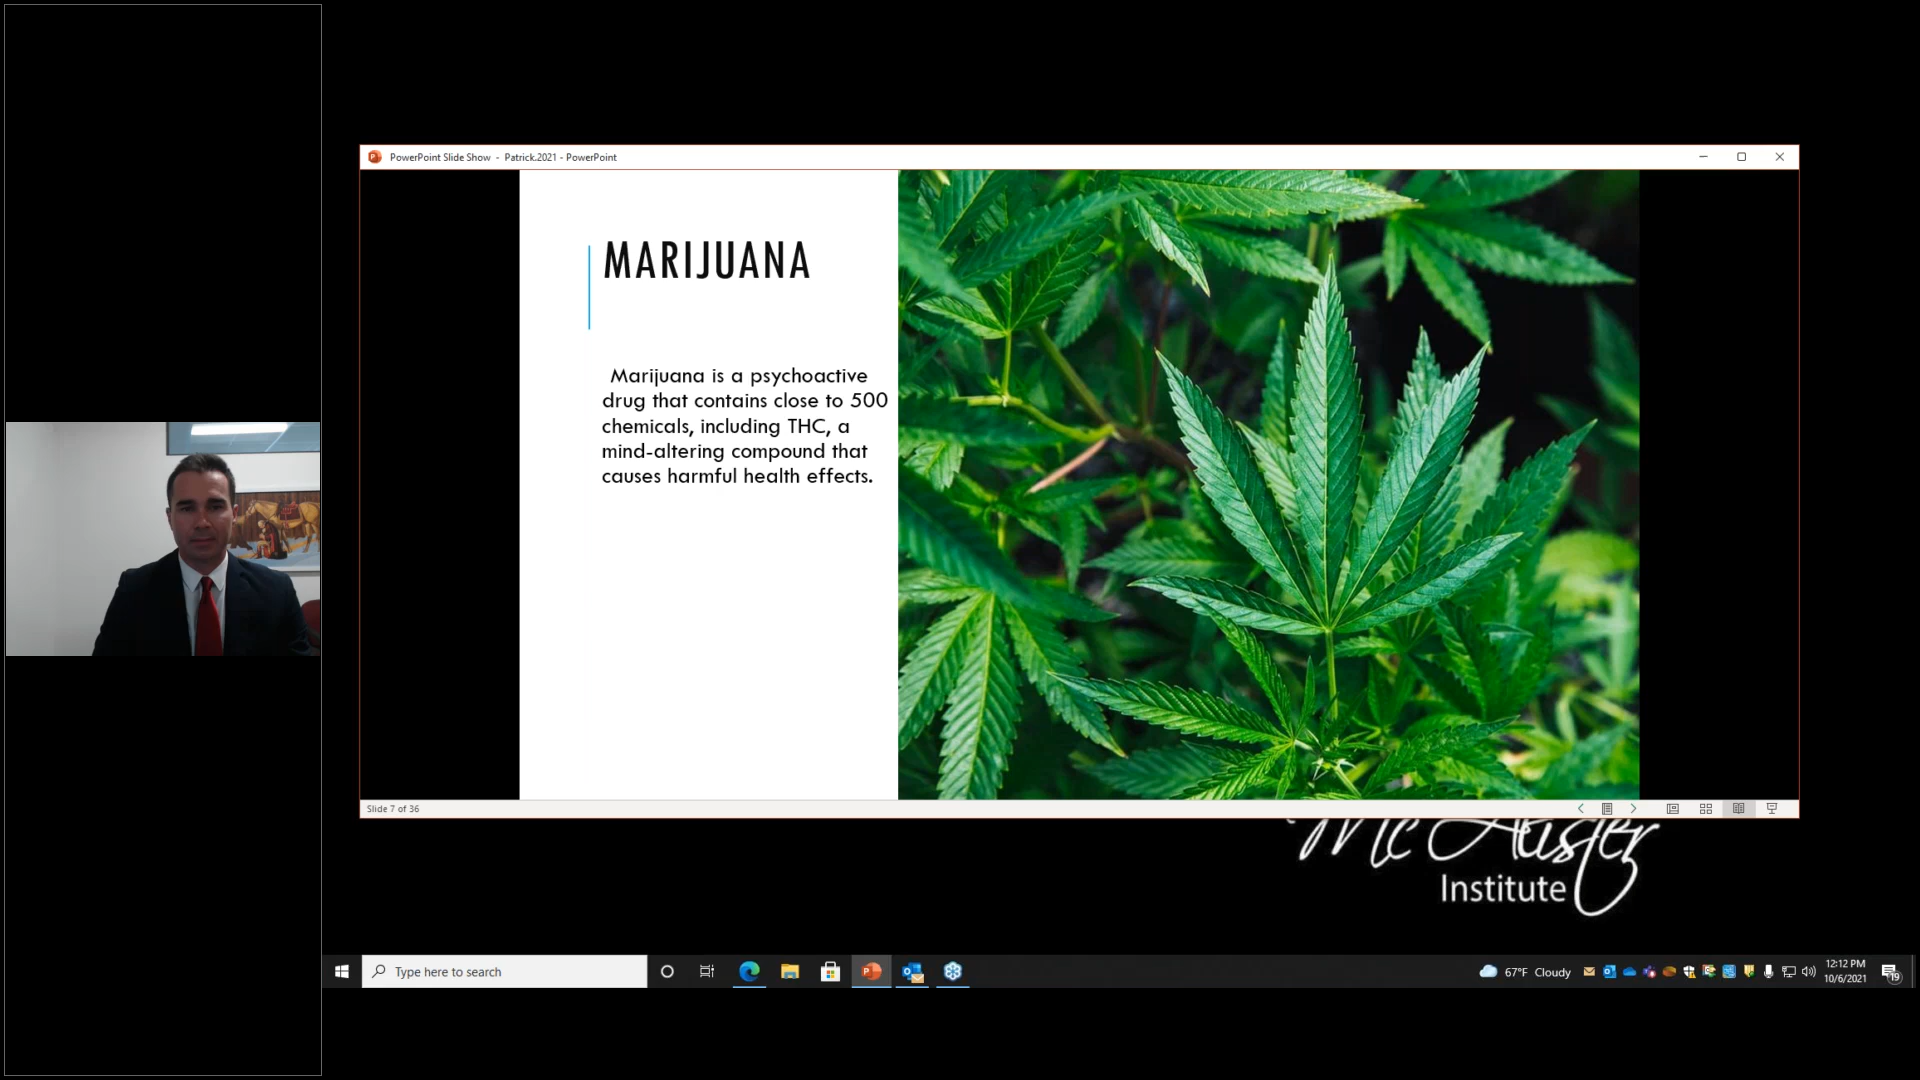 PowerPoint Slide Show - Patrick.2021 - PowerPoint
MARIJUANA
Marijuana is a psychoactive
drug that contains close to 500
chemicals, including THC, a
mind-altering compound that
causes harmful health effects.
Slide 7 of 36
McAlister
Institute
Type here to search
67°F Cloudy
12:12 PM
10/6/2021
19